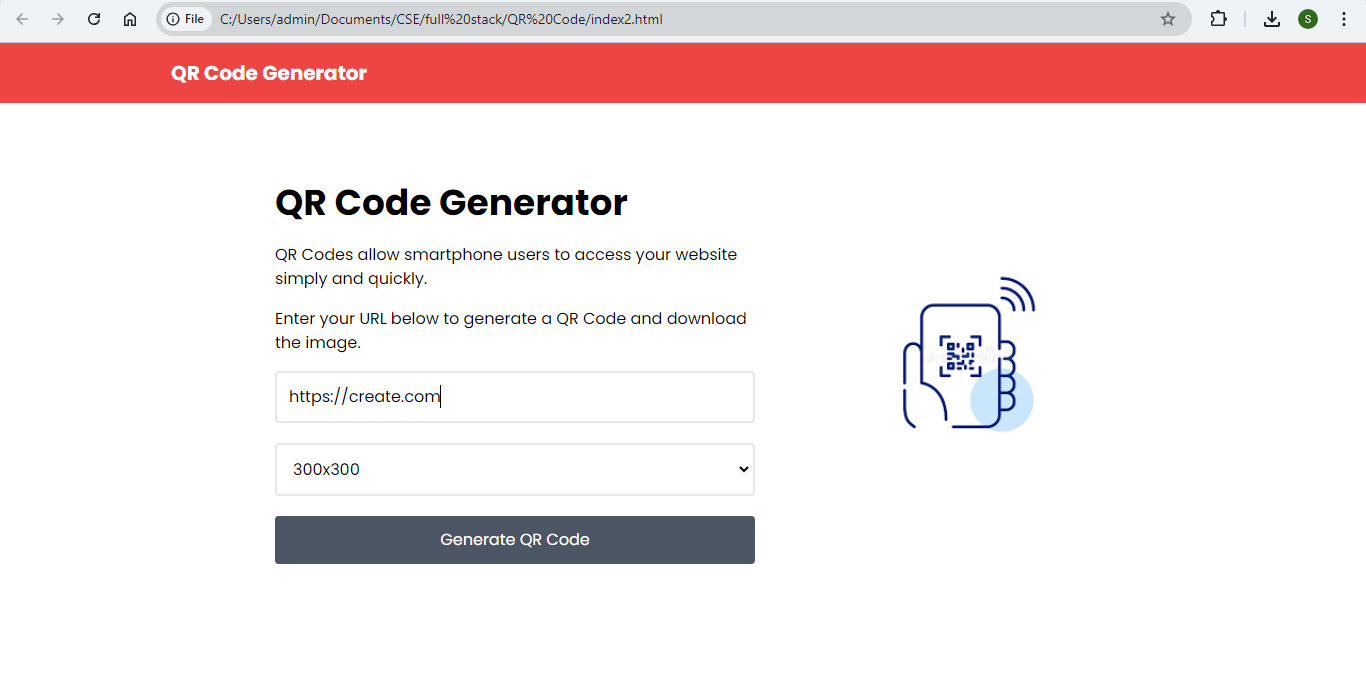 File
C:/Users/admin/Documents/CSE/full%20stack/QR%20Code/index2.html
S
QR Code Generator
QR Code Generator
QR Codes allow smartphone users to access your website
simply and quickly.
Enter your URL below to generate a QR Code and download
the image.
https://create.com
300x300
Generate QR Code